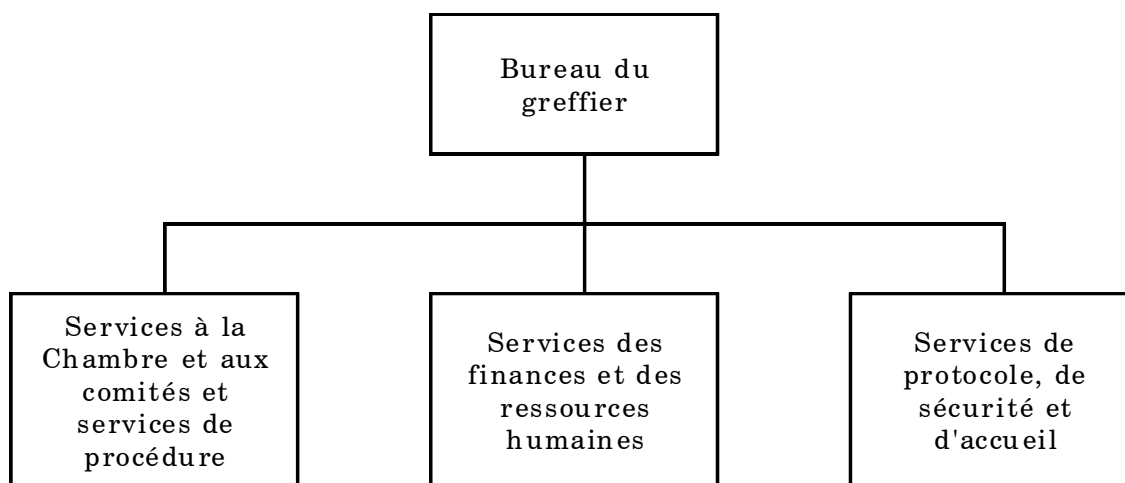 Bureau du
greffier
Services à la
Chambre et aux
comités et
services de
procédure
Services des
finances et des
ressources
humaines
Services de
protocole, de
sécurité et
d'accueil